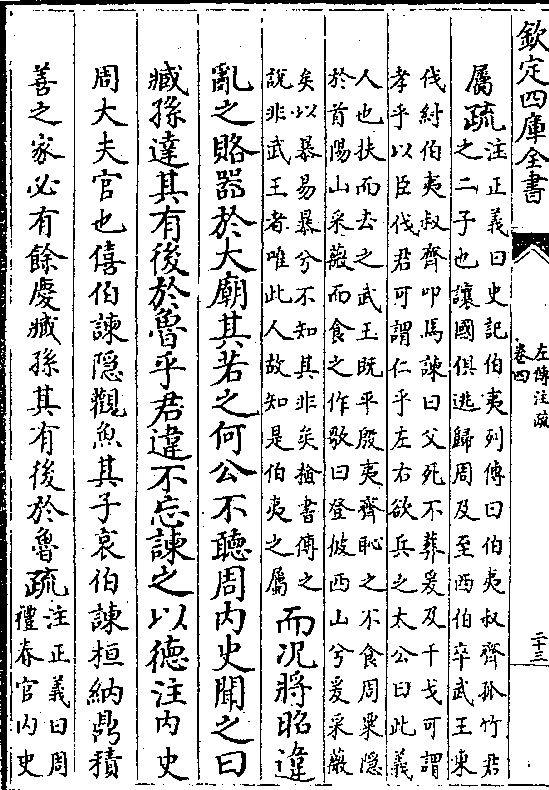 欽定四庫全書
左傳注疏
卷四
二十三
屬疏
注正義曰史記伯夷列傳曰伯夷叔齊孤竹君
之二子也讓國俱逃歸周及至西伯卒武王東
伐紂伯夷叔齊叩馬諫曰父死不葬爰及干戈可謂
孝乎以臣伐君可謂仁乎左右欲兵之太公曰此義
人也扶而去之武王既平殷夷齊恥之不食周粟隱
於首陽山采薇而食之作歌曰登彼西山兮爰采薇
矣以暴易暴兮不知其非矣撿書傳之
說非武王者唯此人故知是伯夷之屬
而况將昭違
亂之賂器於大廟其若之何公不聽周内史聞之曰
臧孫達其有後於魯乎君違不忘諫之以德注内史
周大夫官也僖伯諫隐觀魚其子哀伯諫桓納鼎積
善之家必有餘慶臧孫其有後於魯疏
注正義曰周
禮春官内史